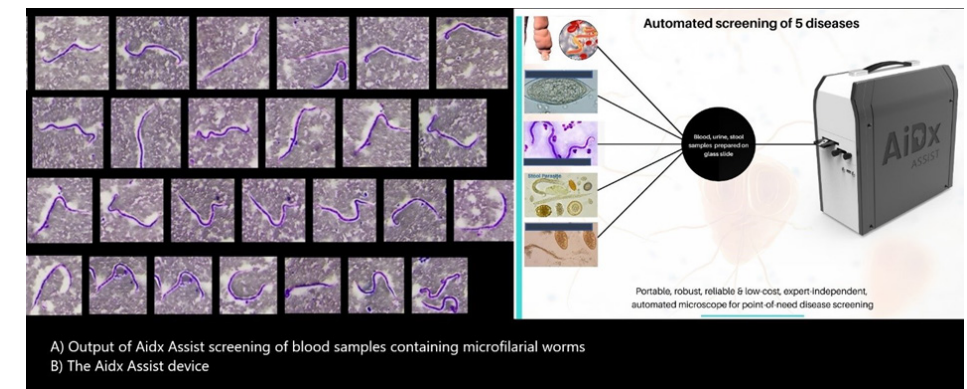 Automated screening of 5 diseases
Blood, urine, stool
samples prepared on
glass slide
AiDx
ASSIST
Portable, robust, reliable & low-cost, expert-independent,
automated microscope for point-of-need disease screening
A) Output of Aidx Assist screening of blood samples containing microfilarial worms
B) The Aidx Assist device